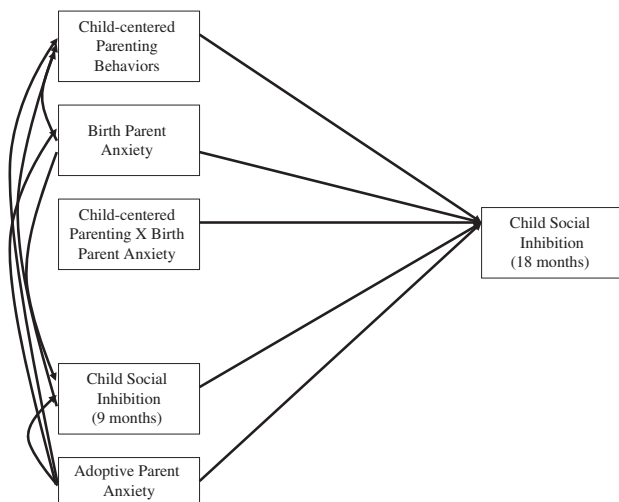 Child-centered
Parenting
Behaviors
Birth Parent
Anxiety
Child-centered
Parenting X Birth
Parent Anxiety
Child Social
Inhibition
(18 months)
Child Social
Inhibition
(9 months)
Adoptive Parent
Anxiety